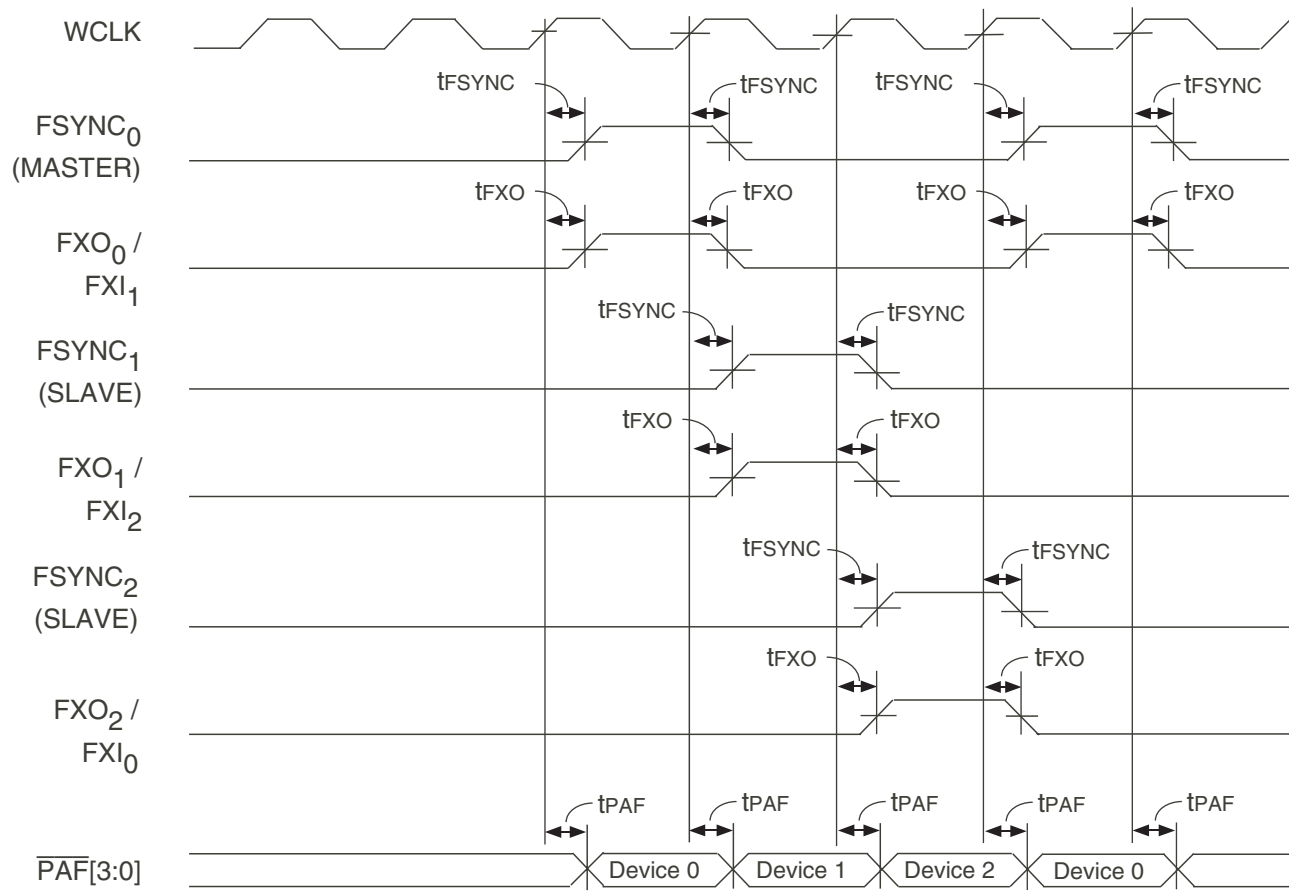 WCLK
tFSYNC tFSYNC tFSYNC tFSYNC
FSYNC0
(MASTER)
tFXO tFXO tFXO tFXO
FXO0 /
FXI1
tFSYNC tFSYNC
FSYNC1
(SLAVE)
tFXO tFXO
FXO1 /
FXI2
tFSYNC tFSYNC
FSYNC2
(SLAVE)
tFXO tFXO
FXO2 /
FXI0
tPAF tPAF tPAF tPAF tPAF
P̅A̅F̅[3:0] Device 0 Device 1 Device 2 Device 0